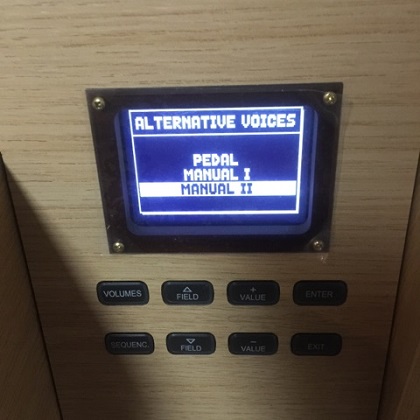 ALTERNATIVE VOICES
PEDAL
MANUAL I
MANUAL II
VOLUMES
FIELD
+
VALUE
ENTER
SEQUENC.
FIELD
−
VALUE
EXIT